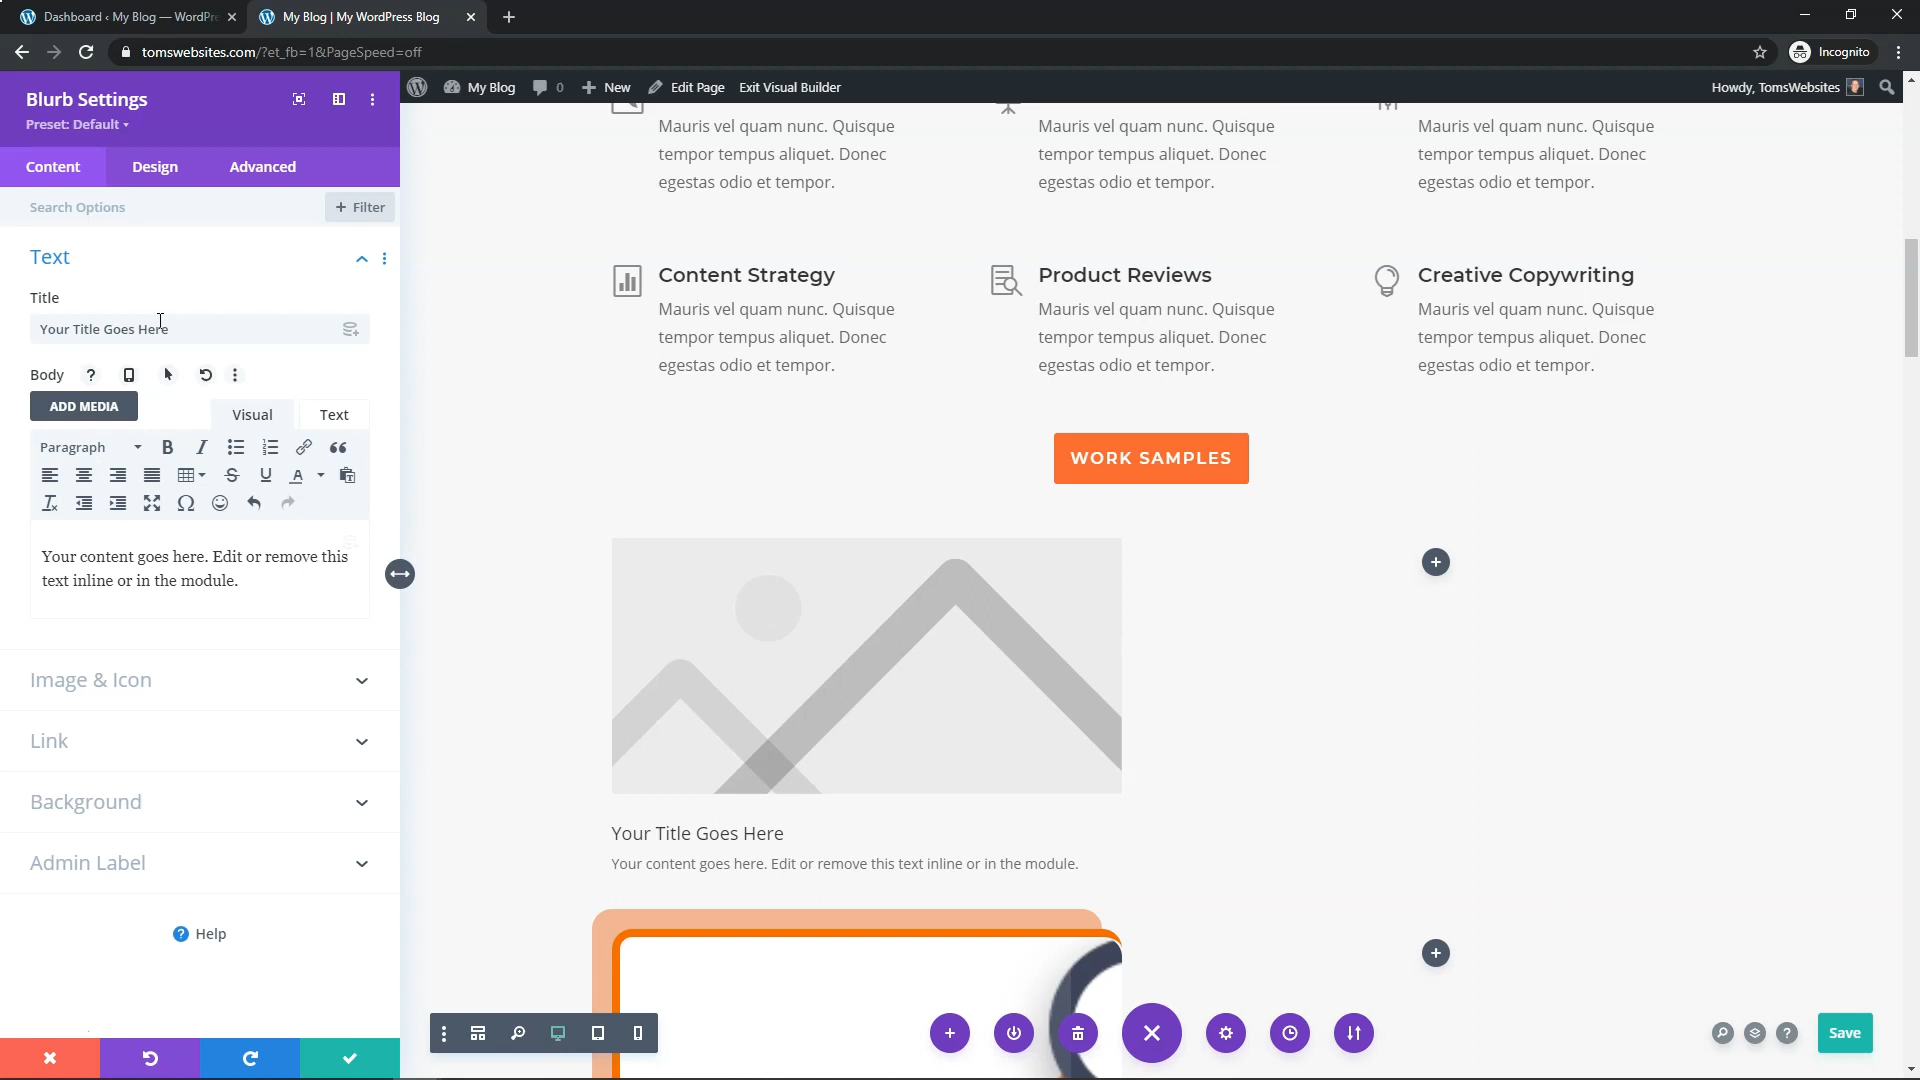 Dashboard ‹ My Blog — WordPre
My Blog | My WordPress Blog
tomswebsites.com/?et_fb=1&PageSpeed=off
Incognito
Blurb Settings
Preset: Default
My Blog
0
New
Edit Page
Exit Visual Builder
Howdy, TomsWebsites
Content
Design
Advanced
Search Options
+ Filter
Text
Title
Your Title Goes Here
Body
ADD MEDIA
Visual
Text
Paragraph
B
I
U
A
Your content goes here. Edit or remove this
text inline or in the module.
Image & Icon
Link
Background
Admin Label
Help
Mauris vel quam nunc. Quisque
tempor tempus aliquet. Donec
egestas odio et tempor.
Mauris vel quam nunc. Quisque
tempor tempus aliquet. Donec
egestas odio et tempor.
Mauris vel quam nunc. Quisque
tempor tempus aliquet. Donec
egestas odio et tempor.
Content Strategy
Mauris vel quam nunc. Quisque
tempor tempus aliquet. Donec
egestas odio et tempor.
Product Reviews
Mauris vel quam nunc. Quisque
tempor tempus aliquet. Donec
egestas odio et tempor.
Creative Copywriting
Mauris vel quam nunc. Quisque
tempor tempus aliquet. Donec
egestas odio et tempor.
WORK SAMPLES
Your Title Goes Here
Your content goes here. Edit or remove this text inline or in the module.
Save